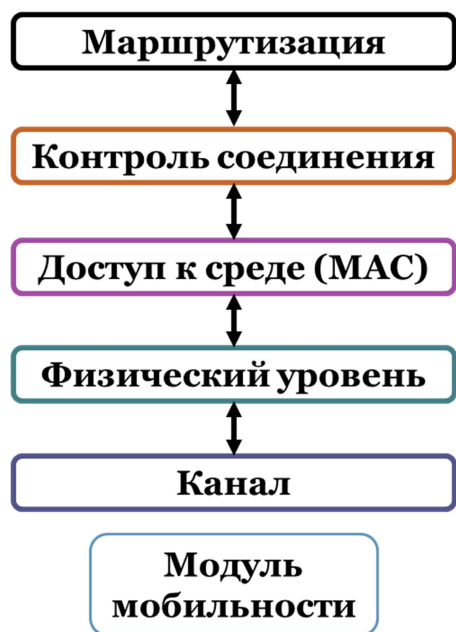 Маршрутизация
Контроль соединения
Доступ к среде (MAC)
Физический уровень
Канал
Модуль
мобильности